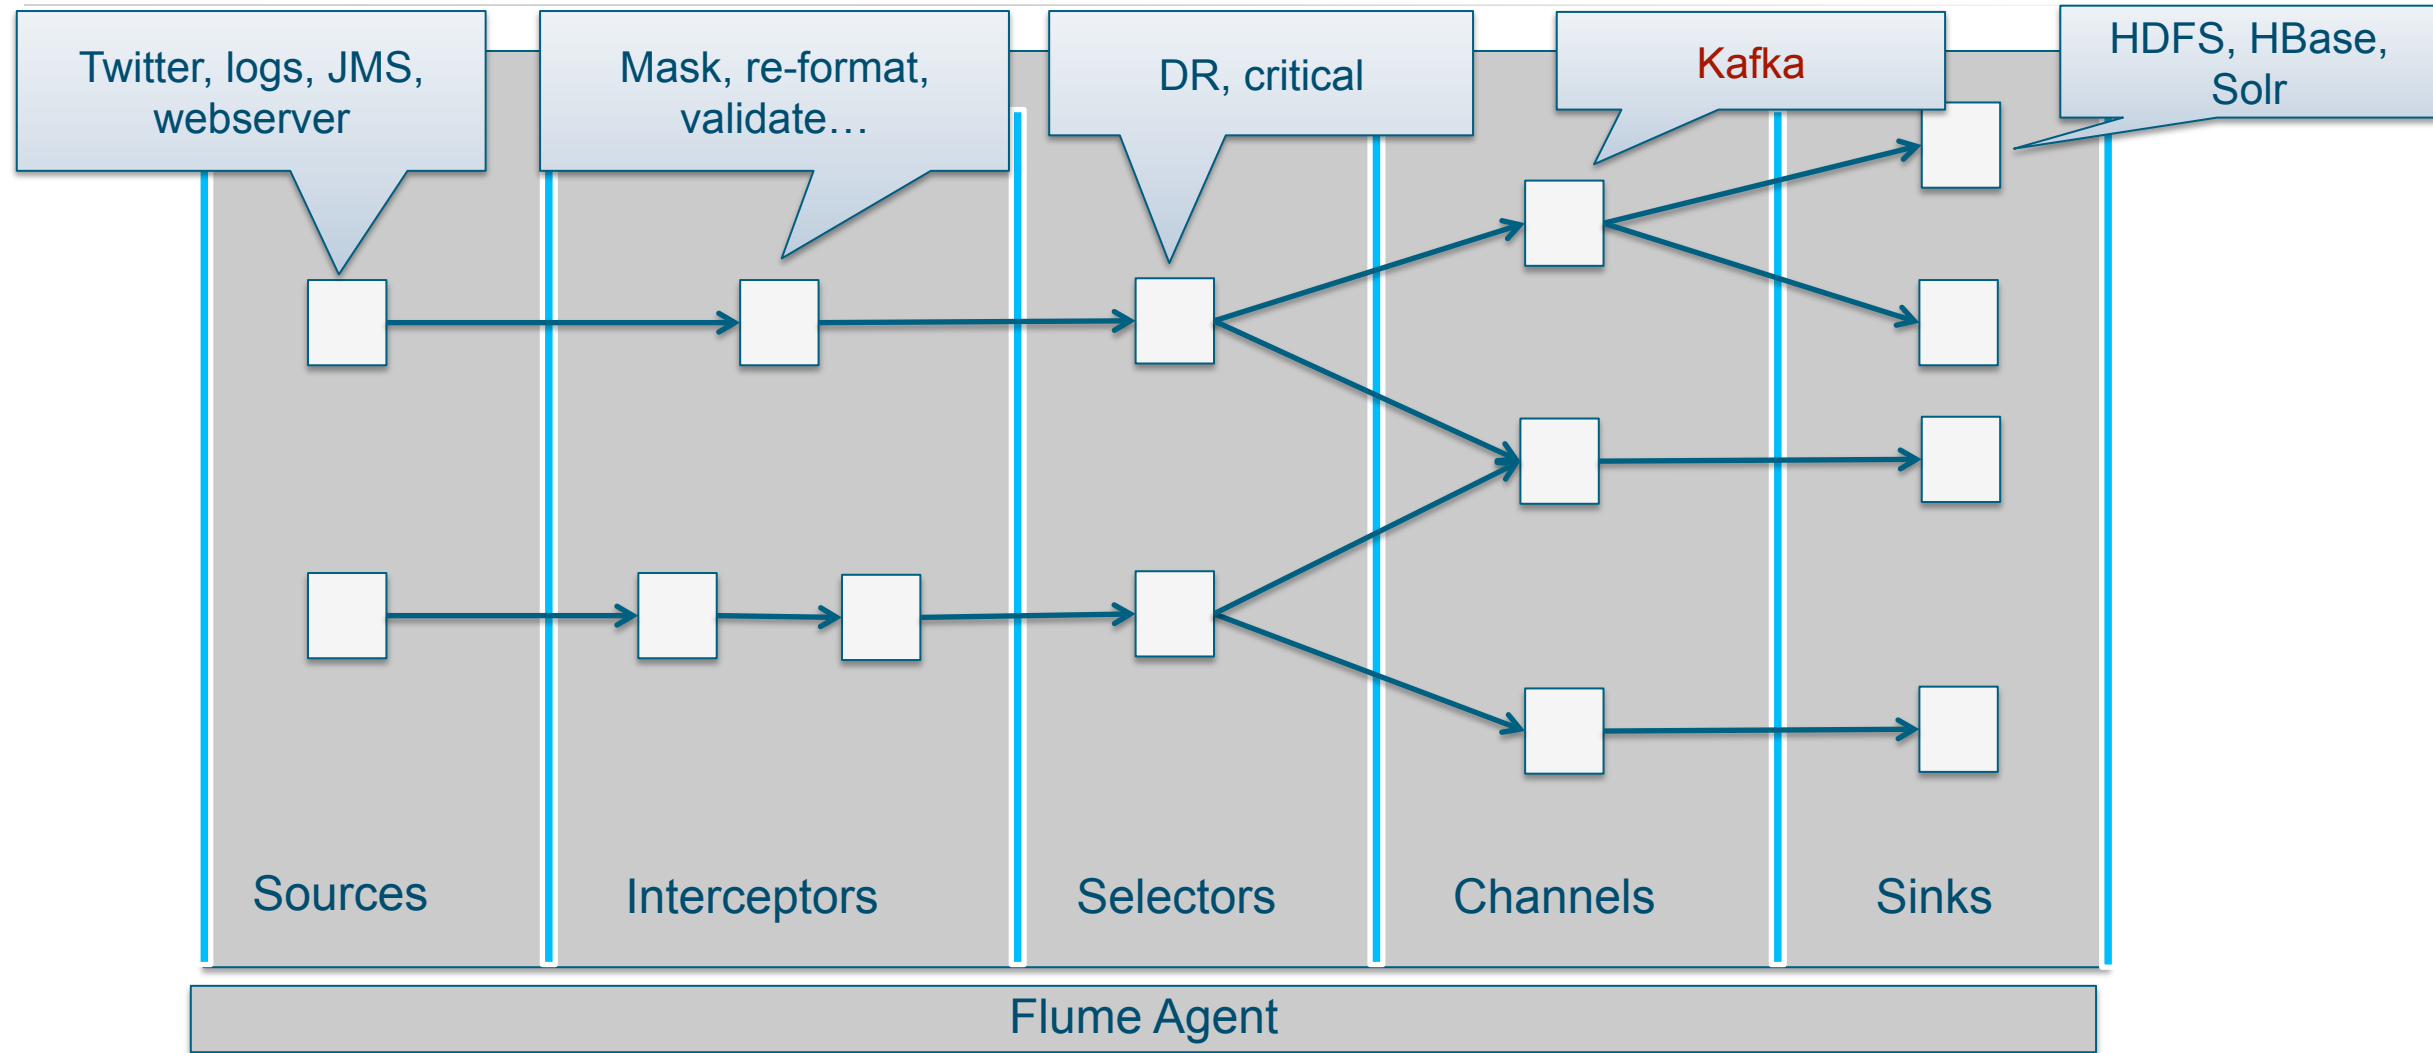 Twitter, logs, JMS,
webserver
Mask, re-format,
validate…
DR, critical
Kafka
HDFS, HBase,
Solr
Sources
Interceptors
Selectors
Channels
Sinks
Flume Agent